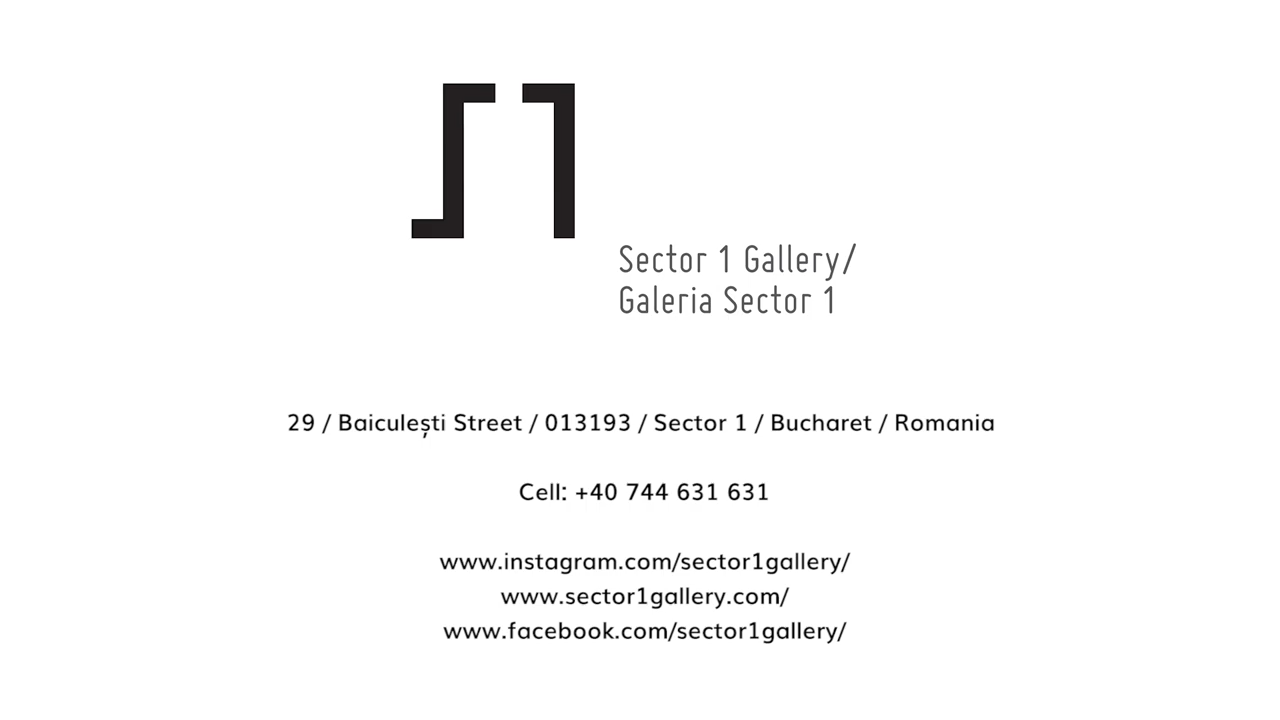 S1
Sector 1 Gallery/
Galeria Sector 1
29 / Baiculești Street / 013193 / Sector 1 / Bucharet / Romania
Cell: +40 744 631 631
www.instagram.com/sector1gallery/
www.sector1gallery.com/
www.facebook.com/sector1gallery/